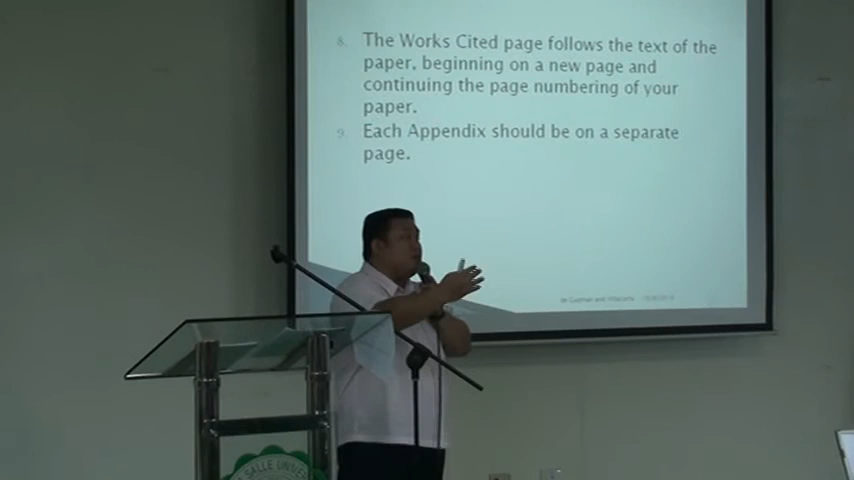 8. The Works Cited page follows the text of the
paper, beginning on a new page and
continuing the page numbering of your
paper.
9. Each Appendix should be on a separate
page.
SALLE